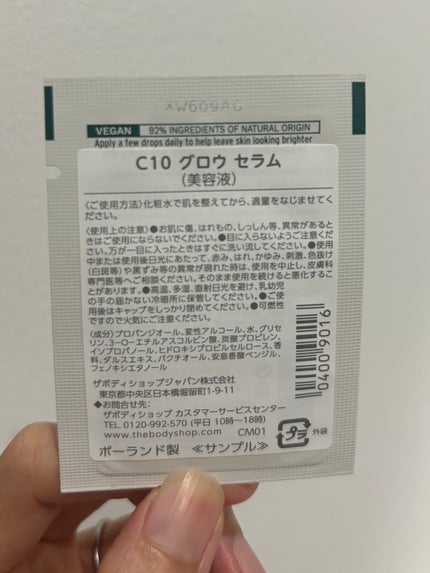 XW609AG
VEGAN 92% INGREDIENTS OF NATURAL ORIGIN
Apply a few drops daily to help leave skin looking brighter
C10 グロウ セラム
(美容液)
〈ご使用方法〉化粧水で肌を整えてから、適量をなじませてく
ださい。
〈使用上の注意〉●お肌に傷、はれもの、しっしん等、異常があると
きはご使用にならないでください。●目に入らないようご注意くだ
さい。万が一目に入ったときはすぐに洗い流してください。●使用
中または使用後日光にあたって、赤み、はれ、かゆみ、刺激、色抜け
(白斑等)や黒ずみ等の異常が現れた時は、使用を中止し、皮膚科
専門医等へご相談ください。そのまま使用を続けると悪化するこ
とがあります。●高温、多湿、直射日光を避け、乳幼児
の手の届かない冷暗所に保管してください。●ご使
用後はキャップをしっかり閉めてください。●可燃性
ですので火気にご注意ください。
〈成分〉プロパンジオール、変性アルコール、水、グリセ
リン、3-O-エチルアスコルビン酸、炭酸プロピレン、
イソプロパノール、ヒドロキシプロピルセルロース、香
料、ダルスエキス、バクチオール、安息香酸ベンジル、
フェノキシエタノール
ザボディショップジャパン株式会社
東京都中央区日本橋堀留町1-9-11
◆お問合せ先:
ザボディショップ カスタマーサービスセンター
TEL. 0120-992-570 (平日 10時〜18時)
www.thebodyshop.com CM01
プラ 外袋
ポーランド製 ≪サンプル≫
04009016